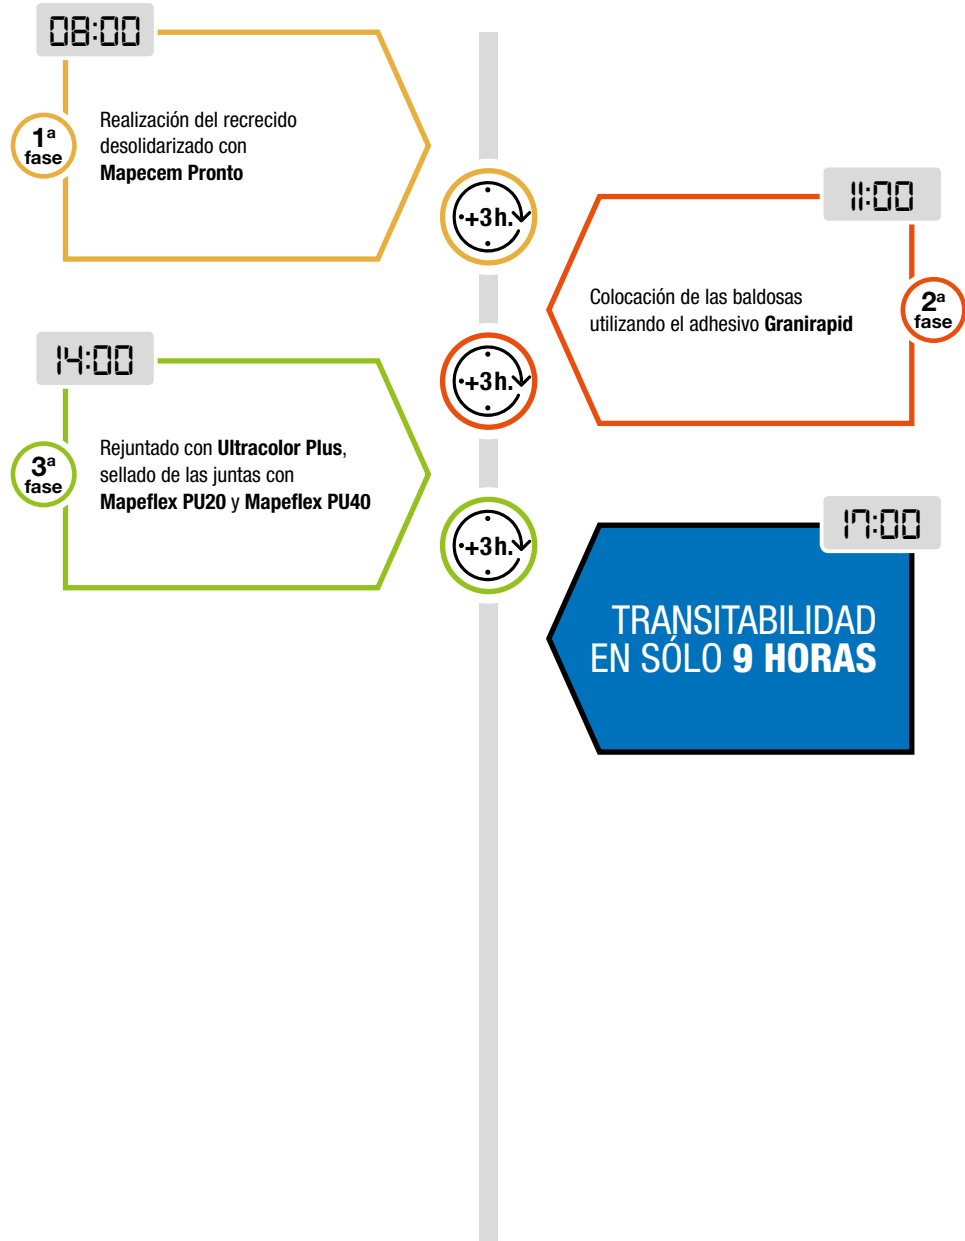 08:00
1ª
fase
Realización del recrecido
desolidarizado con
Mapecem Pronto
+3h.
11:00
Colocación de las baldosas
utilizando el adhesivo Granirapid
2ª
fase
+3h.
14:00
3ª
fase
Rejuntado con Ultracolor Plus,
sellado de las juntas con
Mapeflex PU20 y Mapeflex PU40
+3h.
17:00
TRANSITABILIDAD
EN SÓLO 9 HORAS